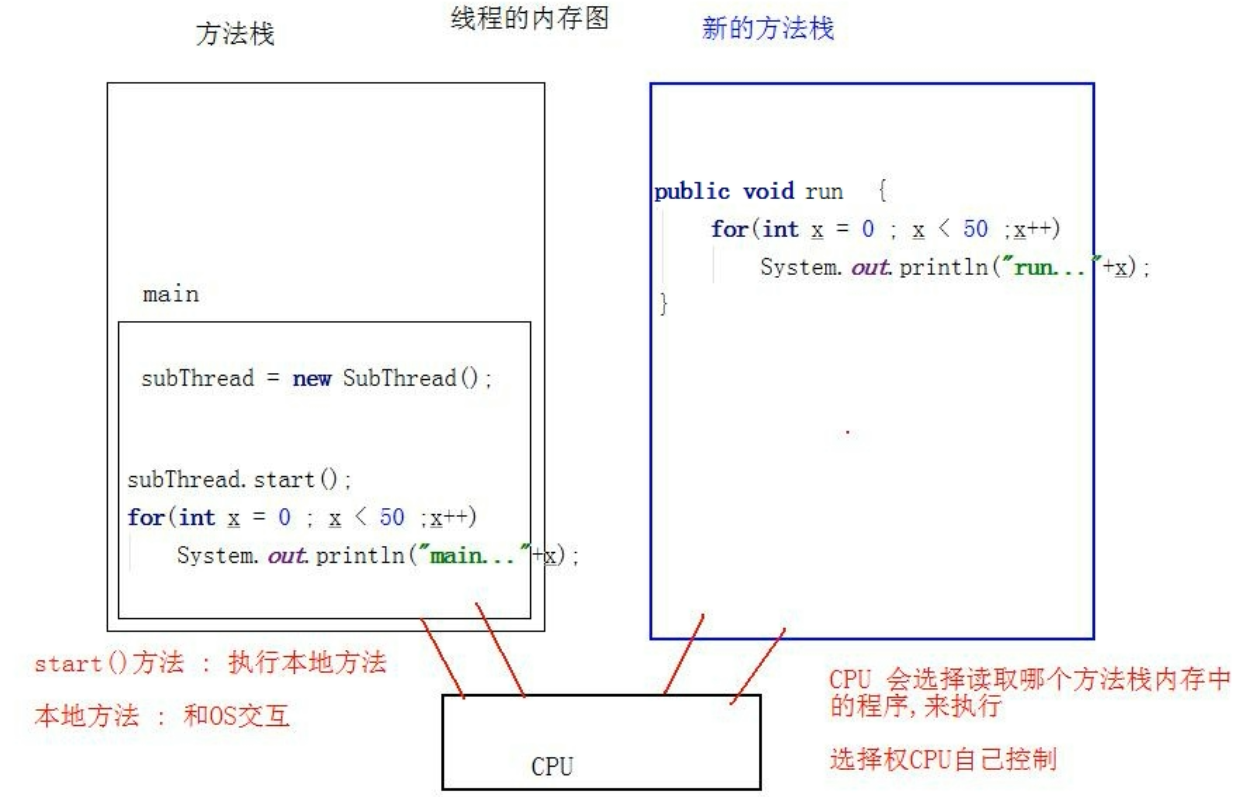 线程的内存图
方法栈
新的方法栈
main
subThread = new SubThread();
subThread.start();
for(int x = 0 ; x < 50 ;x++)
System.out.println("main..."+x);
public void run {
for(int x = 0 ; x < 50 ;x++)
System.out.println("run..."+x);
}
start()方法 : 执行本地方法
本地方法 : 和OS交互
CPU
CPU 会选择读取哪个方法栈内存中
的程序,来执行
选择权CPU自己控制